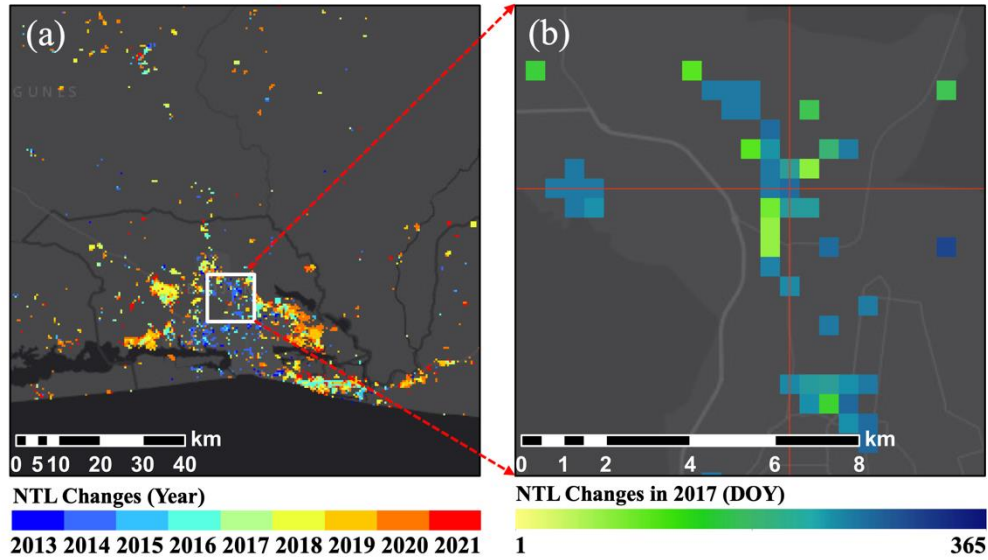 (a)
(b)
GUNES
km
0 5 10 20 30 40
km
0 1 2 4 6 8
NTL Changes (Year)
2013 2014 2015 2016 2017 2018 2019 2020 2021
NTL Changes in 2017 (DOY)
1 365